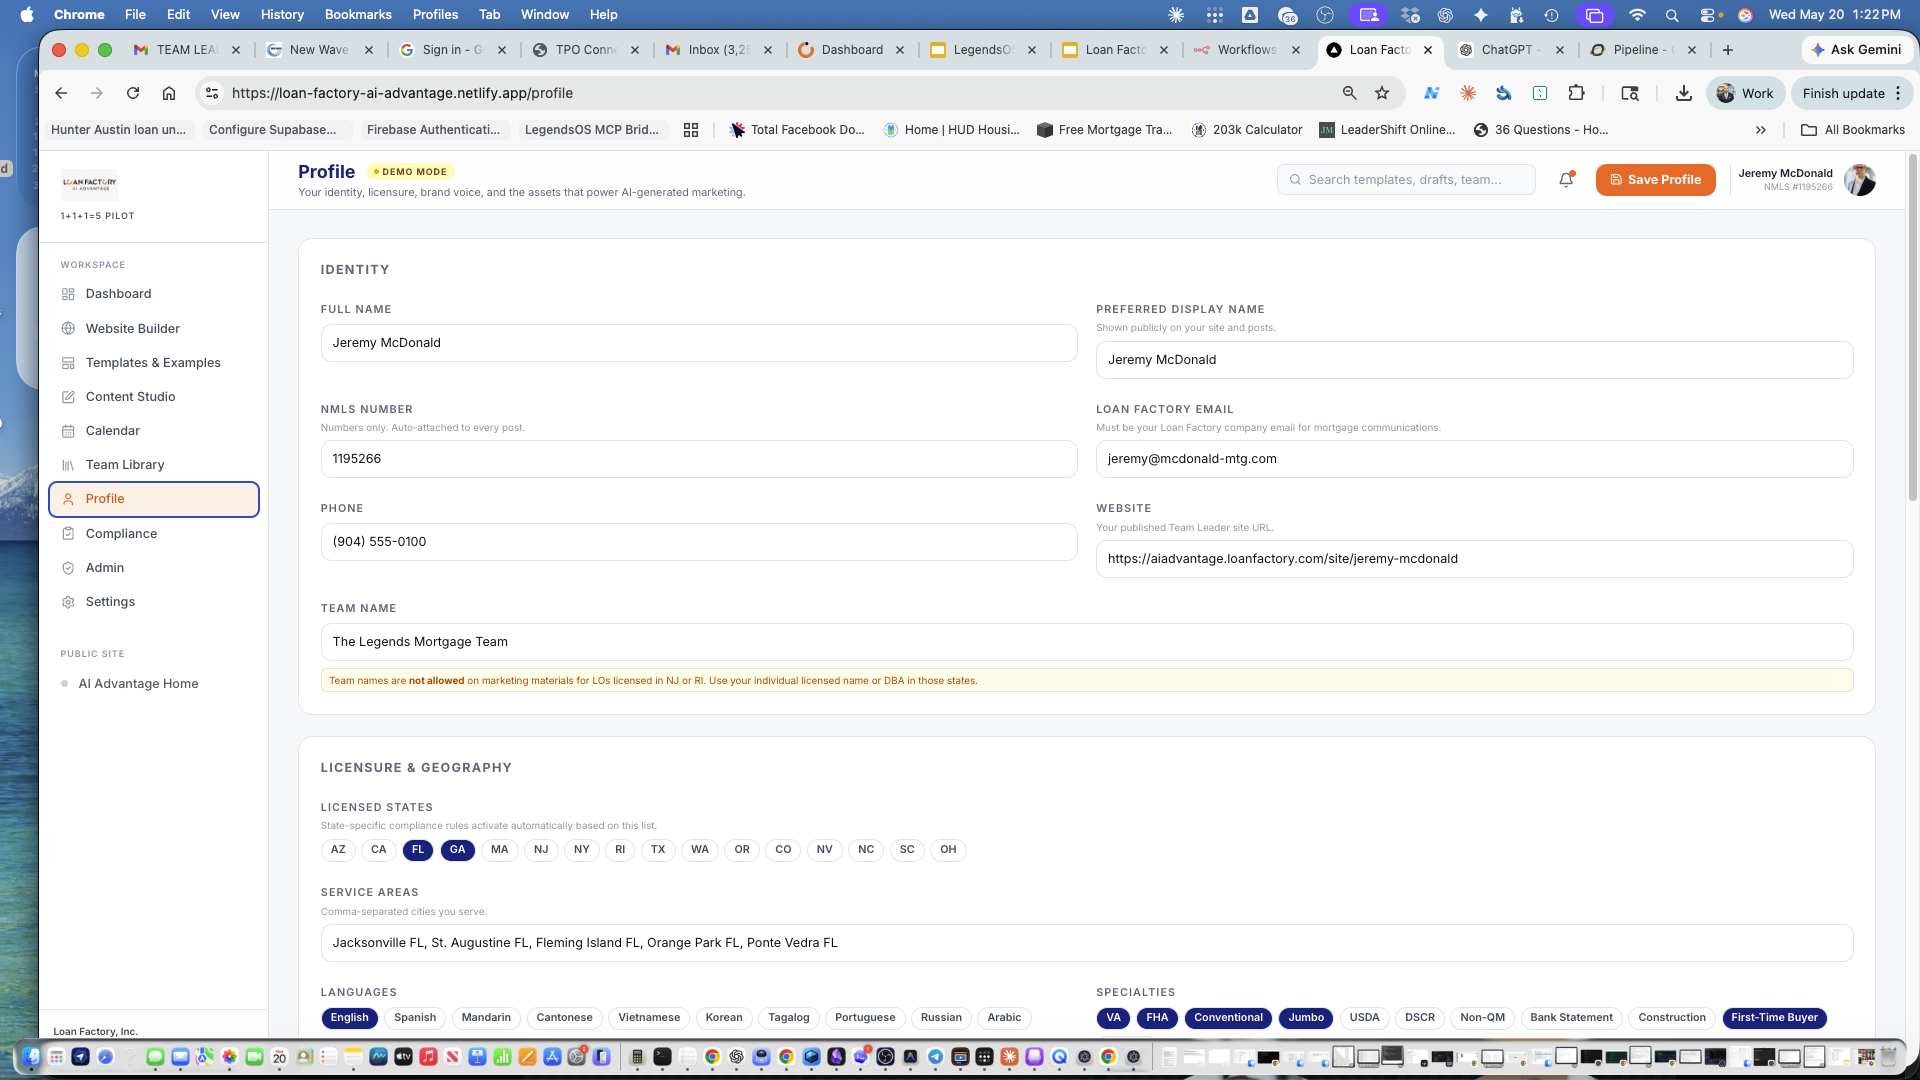 Chrome File Edit View History Bookmarks Profiles Tab Window Help
36
Wed May 20 1:22 PM
TEAM LEA
New Wave
Sign in - G
TPO Conne
Inbox (3,25
Dashboard
LegendsOS
Loan Facto
Workflows
Loan Facto
ChatGPT -
Pipeline -
Ask Gemini
https://loan-factory-ai-advantage.netlify.app/profile
Work
Finish update
Hunter Austin loan un...
Configure Supabase...
Firebase Authenticati...
LegendsOS MCP Brid...
Total Facebook Do...
Home | HUD Housi...
Free Mortgage Tra...
203k Calculator
JM LeaderShift Online...
36 Questions - Ho...
All Bookmarks
LOAN FACTORY
AI ADVANTAGE
1+1+1=5 PILOT
WORKSPACE
Dashboard
Website Builder
Templates & Examples
Content Studio
Calendar
Team Library
Profile
Compliance
Admin
Settings
PUBLIC SITE
AI Advantage Home
Loan Factory, Inc.
Profile
DEMO MODE
Your identity, licensure, brand voice, and the assets that power AI-generated marketing.
Search templates, drafts, team...
Save Profile
Jeremy McDonald
NMLS #1195266
IDENTITY
FULL NAME
Jeremy McDonald
PREFERRED DISPLAY NAME
Shown publicly on your site and posts.
Jeremy McDonald
NMLS NUMBER
Numbers only. Auto-attached to every post.
1195266
LOAN FACTORY EMAIL
Must be your Loan Factory company email for mortgage communications.
jeremy@mcdonald-mtg.com
PHONE
(904) 555-0100
WEBSITE
Your published Team Leader site URL.
https://aiadvantage.loanfactory.com/site/jeremy-mcdonald
TEAM NAME
The Legends Mortgage Team
Team names are not allowed on marketing materials for LOs licensed in NJ or RI. Use your individual licensed name or DBA in those states.
LICENSURE & GEOGRAPHY
LICENSED STATES
State-specific compliance rules activate automatically based on this list.
AZ CA FL GA MA NJ NY RI TX WA OR CO NV NC SC OH
SERVICE AREAS
Comma-separated cities you serve.
Jacksonville FL, St. Augustine FL, Fleming Island FL, Orange Park FL, Ponte Vedra FL
LANGUAGES
English Spanish Mandarin Cantonese Vietnamese Korean Tagalog Portuguese Russian Arabic
SPECIALTIES
VA FHA Conventional Jumbo USDA DSCR Non-QM Bank Statement Construction First-Time Buyer
20
tv